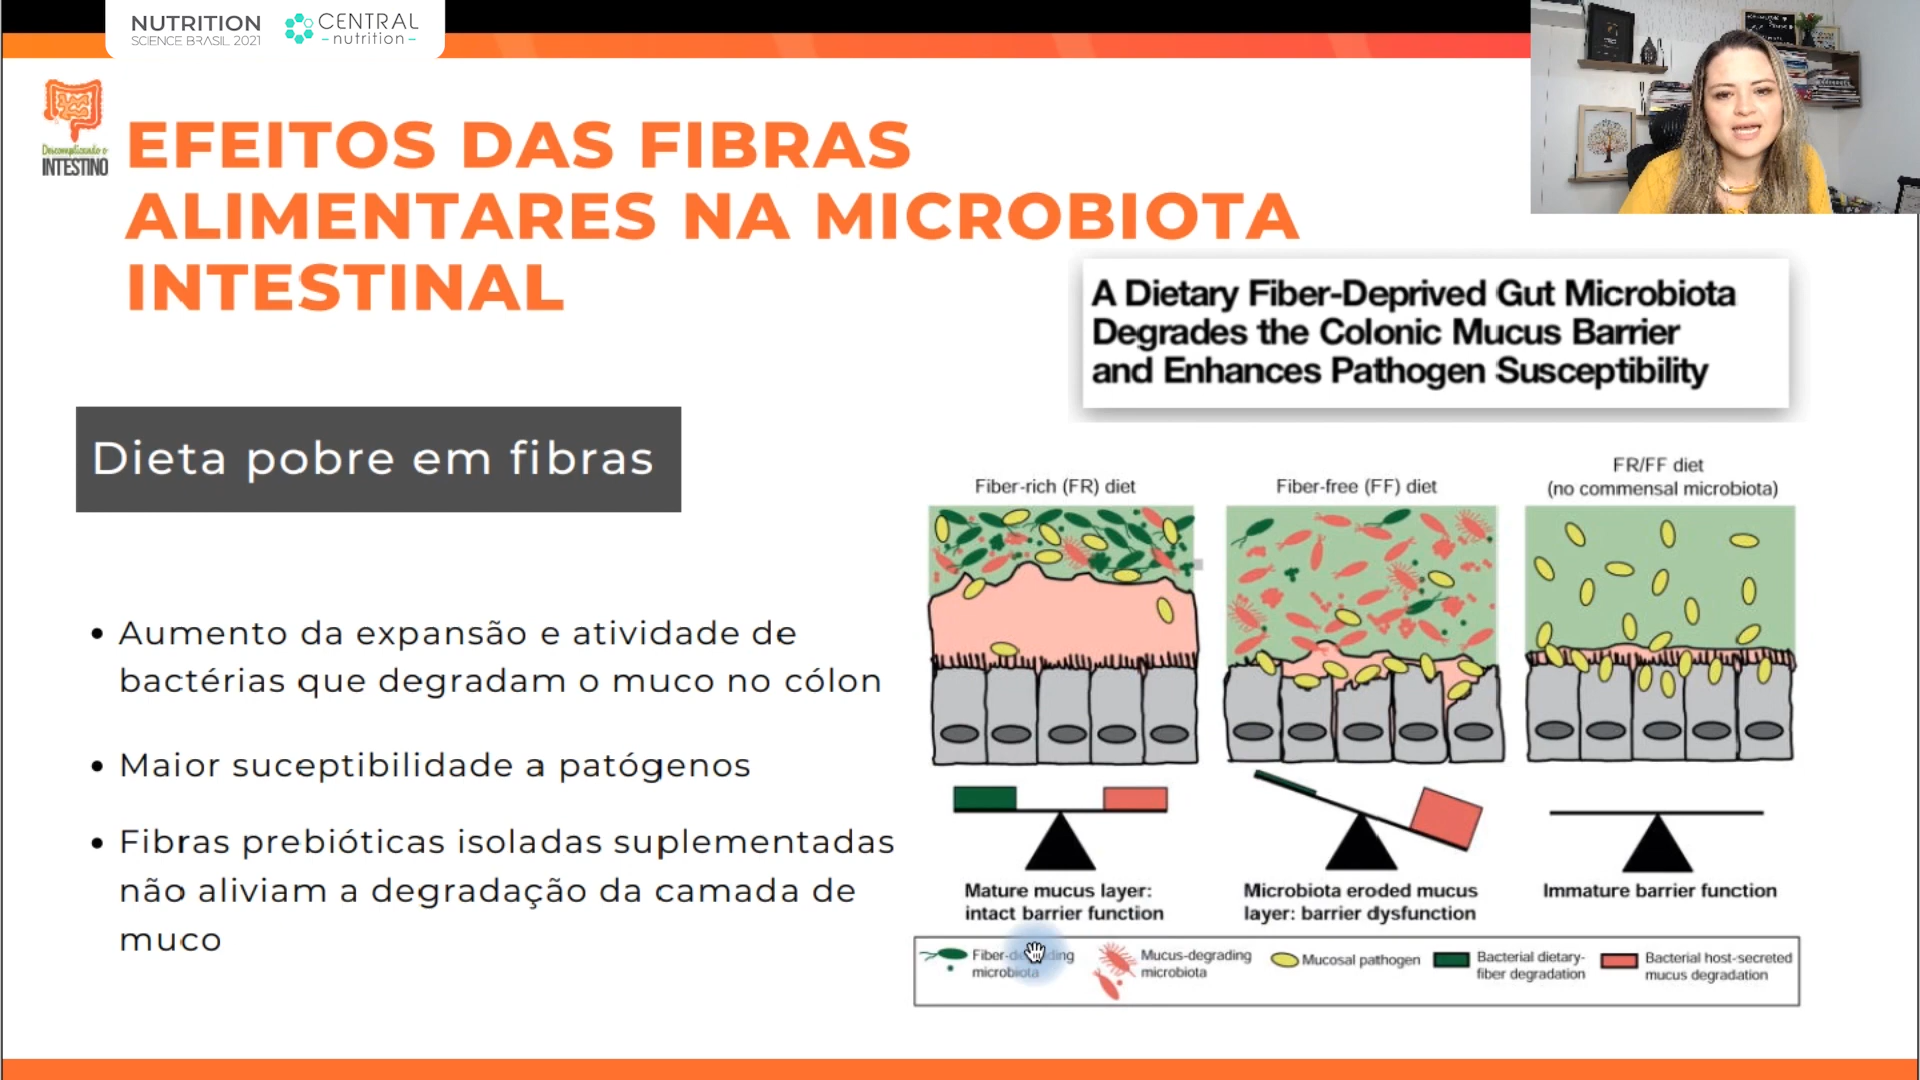 NUTRITION
SCIENCE BRASIL 2021
CENTRAL
nutrition
Descomplicando o
INTESTINO
EFEITOS DAS FIBRAS
ALIMENTARES NA MICROBIOTA
INTESTINAL
A Dietary Fiber-Deprived Gut Microbiota
Degrades the Colonic Mucus Barrier
and Enhances Pathogen Susceptibility
Dieta pobre em fibras
• Aumento da expansão e atividade de
bactérias que degradam o muco no cólon
• Maior suceptibilidade a patógenos
• Fibras prebióticas isoladas suplementadas
não aliviam a degradação da camada de
muco
Fiber-rich (FR) diet
Fiber-free (FF) diet
FR/FF diet
(no commensal microbiota)
Mature mucus layer:
intact barrier function
Microbiota eroded mucus
layer: barrier dysfunction
Immature barrier function
microbiota
Mucus-degrading
microbiota
Mucosal pathogen
Bacterial dietary-
fiber degradation
Bacterial host-secreted
mucus degradation